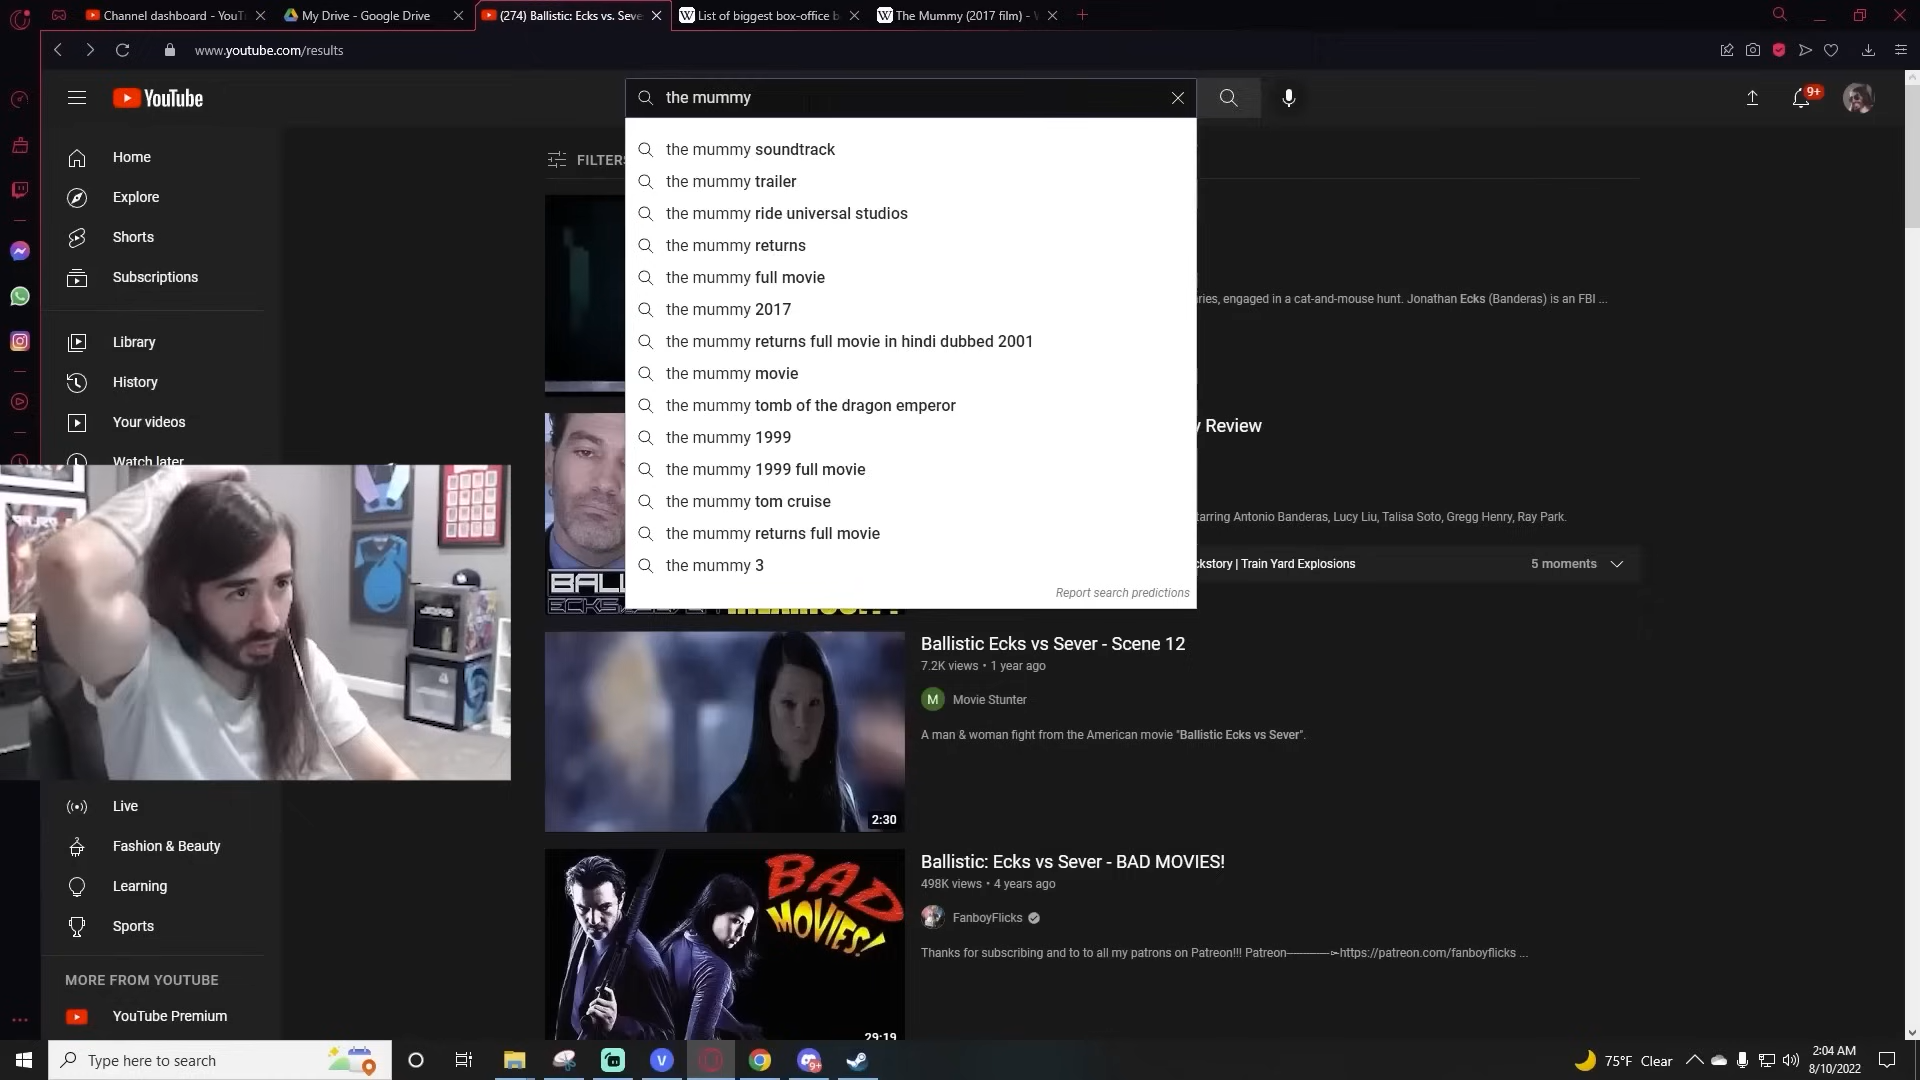 Channel dashboard - YouT
My Drive - Google Drive
(274) Ballistic: Ecks vs. Seve
List of biggest box-office b
The Mummy (2017 film) -
www.youtube.com/results
YouTube
the mummy
9+
Home
Explore
Shorts
Subscriptions
Library
History
Your videos
Watch later
Live
Fashion & Beauty
Learning
Sports
MORE FROM YOUTUBE
YouTube Premium
FILTERS
the mummy soundtrack
the mummy trailer
the mummy ride universal studios
the mummy returns
the mummy full movie
the mummy 2017
the mummy returns full movie in hindi dubbed 2001
the mummy movie
the mummy tomb of the dragon emperor
the mummy 1999
the mummy 1999 full movie
the mummy tom cruise
the mummy returns full movie
the mummy 3
Report search predictions
ries, engaged in a cat-and-mouse hunt. Jonathan Ecks (Banderas) is an FBI ...
y Review
tarring Antonio Banderas, Lucy Liu, Talisa Soto, Gregg Henry, Ray Park.
ckstory | Train Yard Explosions
5 moments
BALL
Ballistic Ecks vs Sever - Scene 12
7.2K views • 1 year ago
M
Movie Stunter
A man & woman fight from the American movie "Ballistic Ecks vs Sever".
2:30
BAD
MOVIES!
29:19
Ballistic: Ecks vs Sever - BAD MOVIES!
498K views • 4 years ago
FanboyFlicks
Thanks for subscribing and to to all my patrons on Patreon!!! Patreon————►https://patreon.com/fanboyflicks ...
Type here to search
V
9+
75°F Clear
2:04 AM
8/10/2022